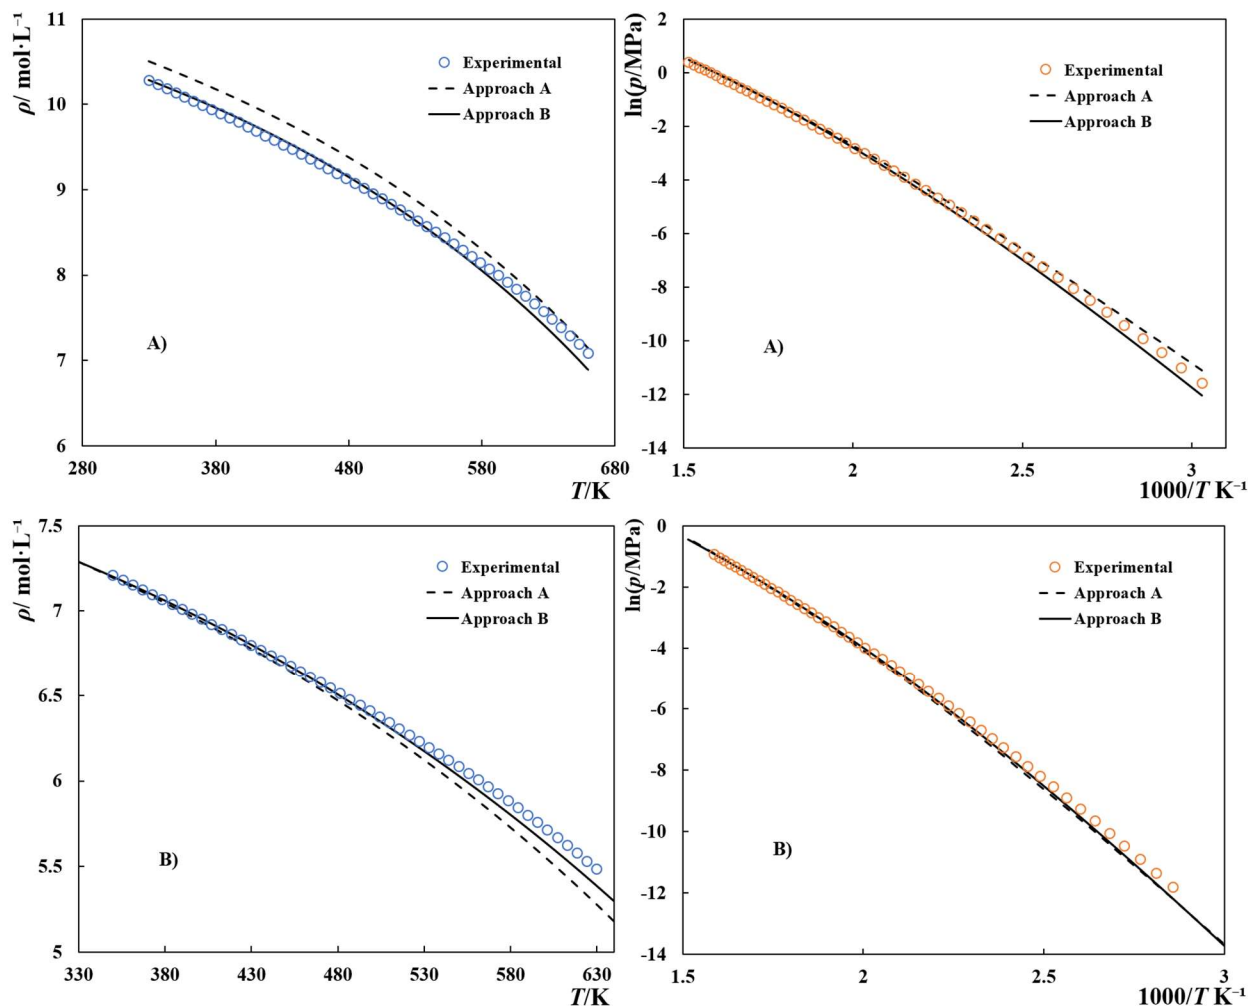 11
10
9
8
7
6
280
380
480
580
680
ρ/ mol·L⁻¹
T/K
Experimental
Approach A
Approach B
A)
2
0
-2
-4
-6
-8
-10
-12
-14
1.5
2
2.5
3
ln(p/MPa)
1000/T K⁻¹
Experimental
Approach A
Approach B
A)
7.5
7
6.5
6
5.5
5
330
380
430
480
530
580
630
ρ/ mol·L⁻¹
T/K
Experimental
Approach A
Approach B
B)
0
-2
-4
-6
-8
-10
-12
-14
1.5
2
2.5
3
ln(p/MPa)
1000/T K⁻¹
Experimental
Approach A
Approach B
B)